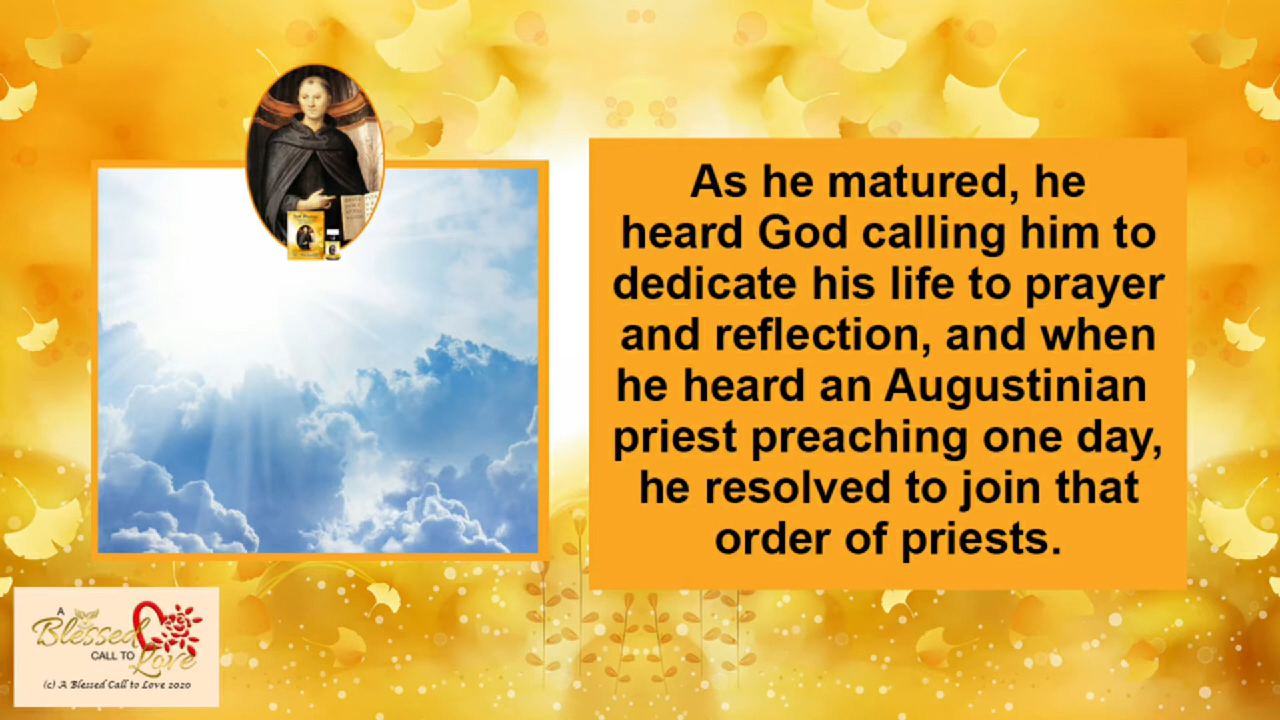 As he matured, he
heard God calling him to
dedicate his life to prayer
and reflection, and when
he heard an Augustinian
priest preaching one day,
he resolved to join that
order of priests.
A
Blessed
CALL TO
Love
(c) A Blessed Call to Love 2020